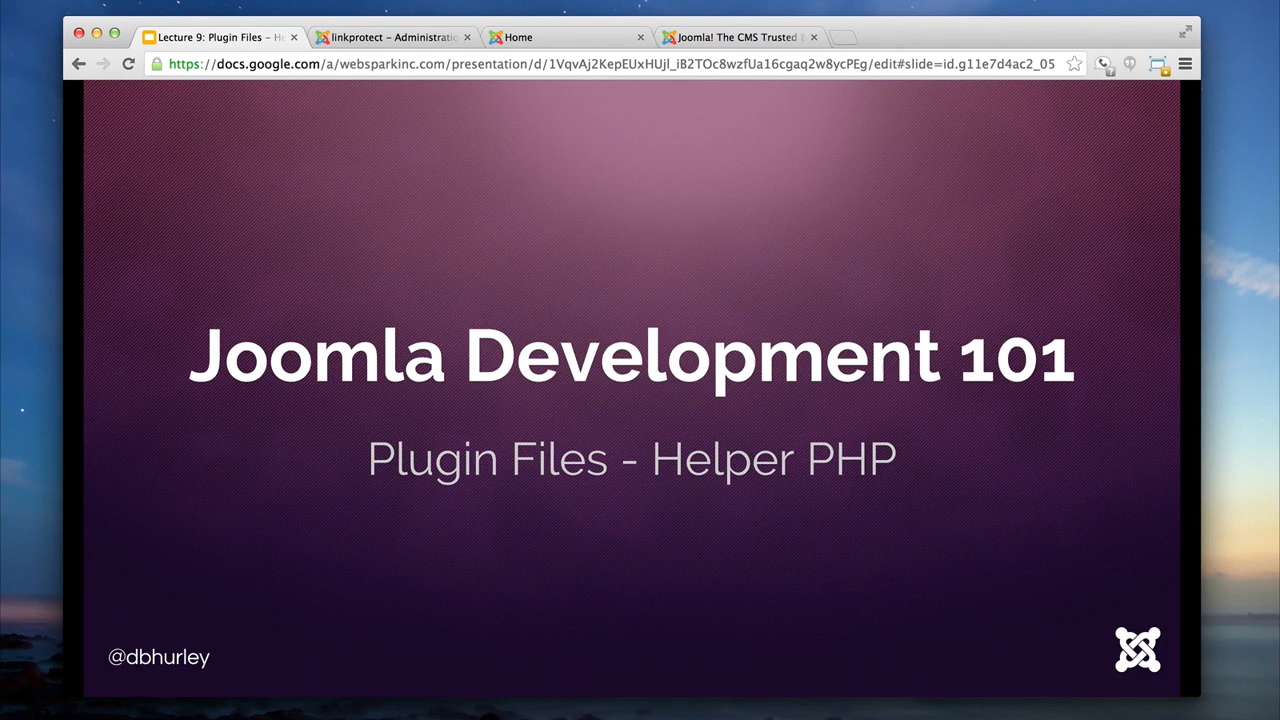 Lecture 9: Plugin Files – He
linkprotect – Administratio
Home
Joomla! The CMS Trusted B
https://docs.google.com/a/websparkinc.com/presentation/d/1VqvAj2KepEUxHUjl_iB2TOc8wzfUa16cgaq2w8ycPEg/edit#slide=id.g11e7d4ac2_05
Joomla Development 101
Plugin Files - Helper PHP
@dbhurley